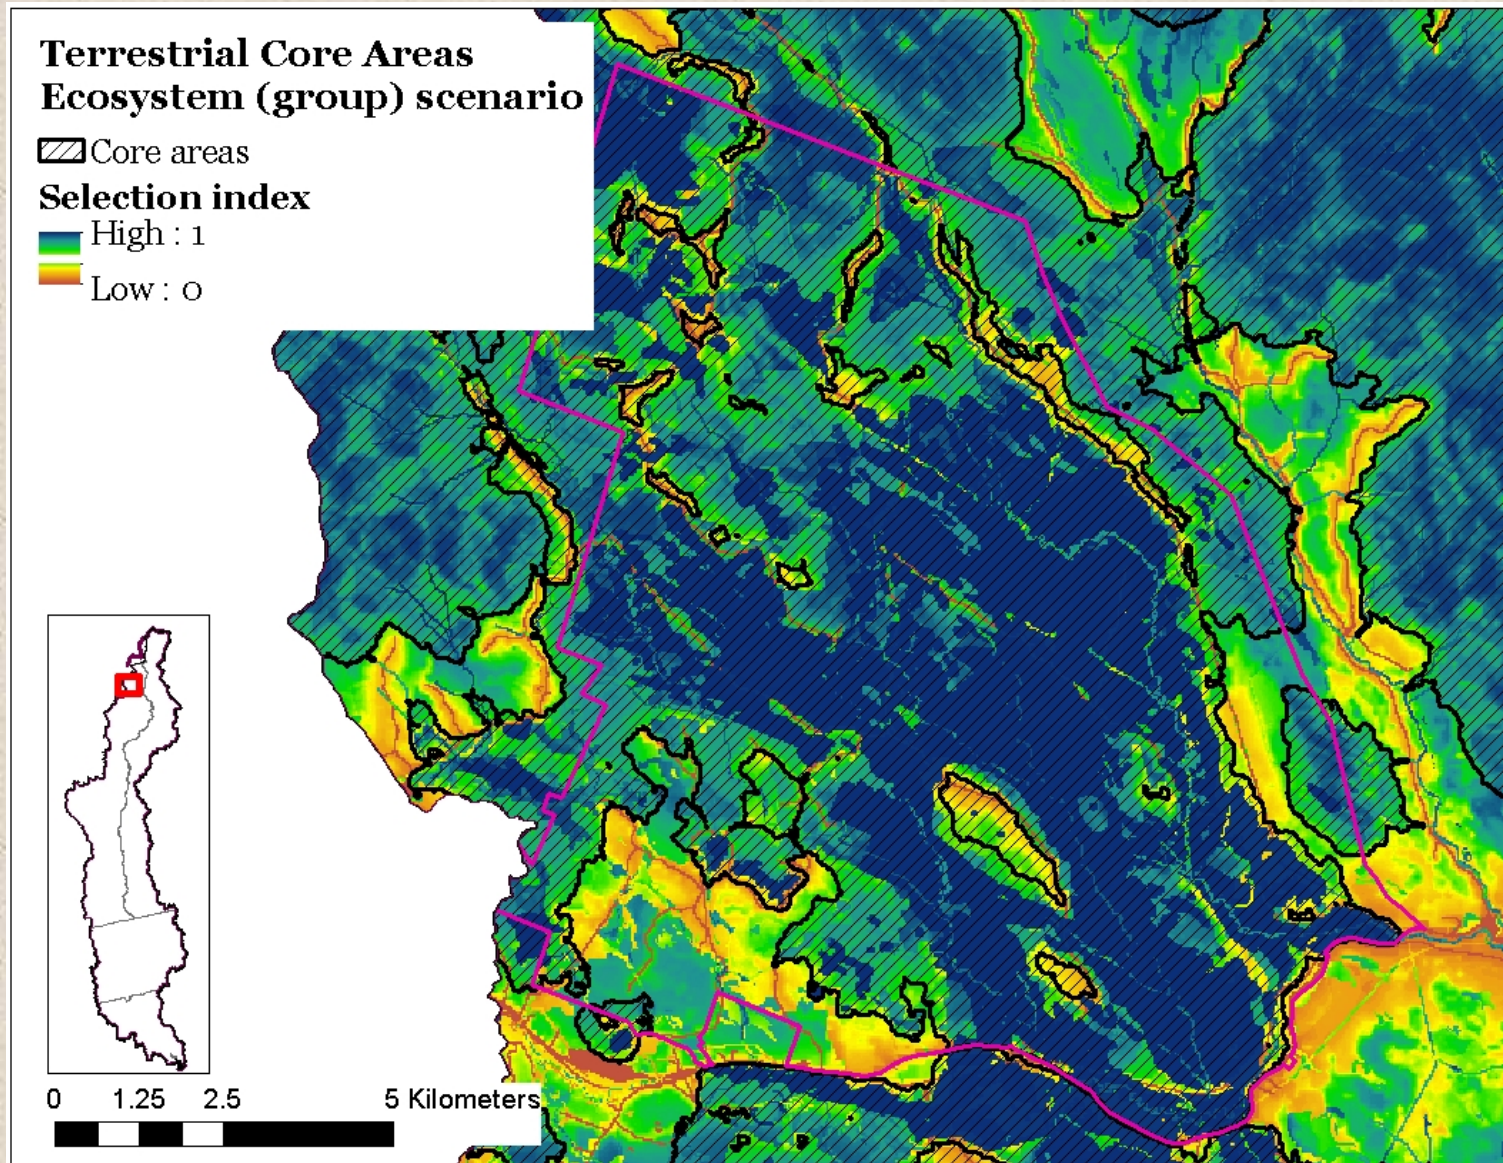 Terrestrial Core Areas
Ecosystem (group) scenario
Core areas
Selection index
High : 1
Low : 0
0 1.25 2.5 5 Kilometers